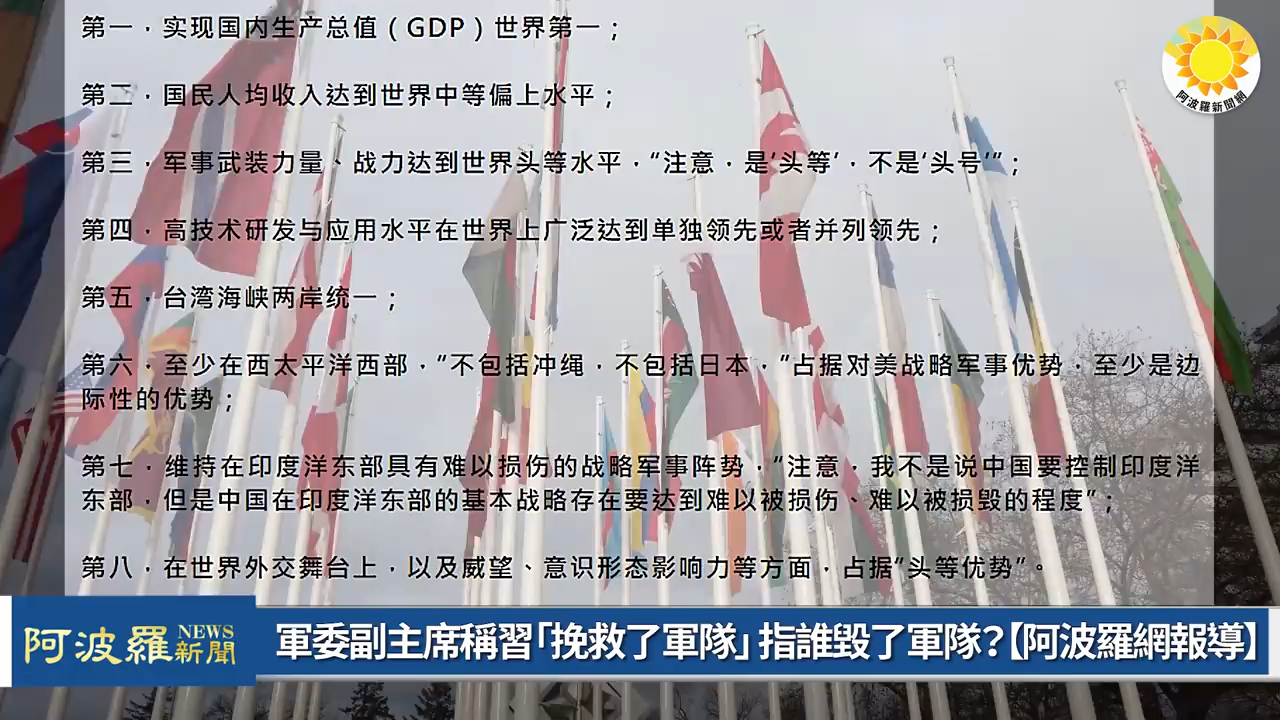 第一，实现国内生产总值（GDP）世界第一；
第二，国民人均收入达到世界中等偏上水平；
第三，军事武装力量、战力达到世界头等水平，“注意，是‘头等’，不是‘头号’”；
第四，高技术研发与应用水平在世界上广泛达到单独领先或者并列领先；
第五，台湾海峡两岸统一；
第六，至少在西太平洋西部，“不包括冲绳，不包括日本，“占据对美战略军事优势，至少是边
际性的优势；
第七，维持在印度洋东部具有难以损伤的战略军事阵势，“注意，我不是说中国要控制印度洋
东部，但是中国在印度洋东部的基本战略存在要达到难以被损伤、难以被损毁的程度”；
第八，在世界外交舞台上，以及威望、意识形态影响力等方面，占据“头等优势”。
阿波羅新聞網
阿波羅 NEWS 新聞
軍委副主席稱習「挽救了軍隊」指誰毀了軍隊？【阿波羅網報導】